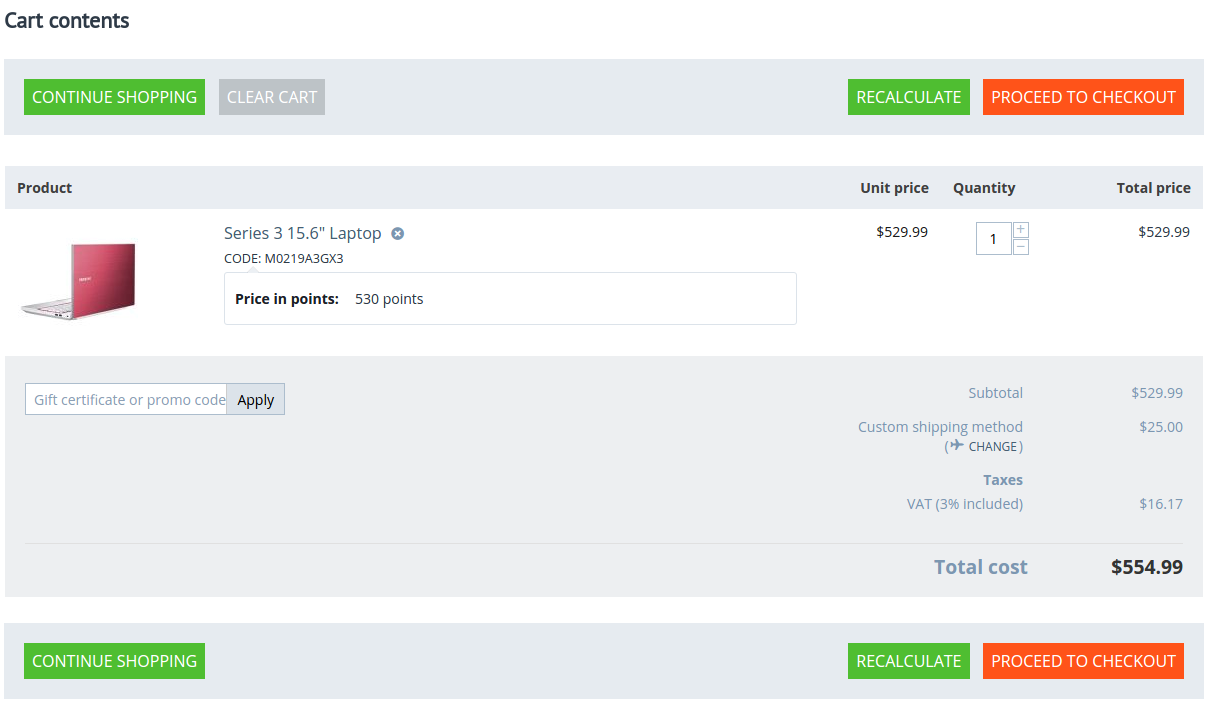 Cart contents
CONTINUE SHOPPING CLEAR CART RECALCULATE PROCEED TO CHECKOUT
Product Unit price Quantity Total price
Series 3 15.6" Laptop $529.99 1 + $529.99
−
CODE: M0219A3GX3
Price in points: 530 points
Gift certificate or promo code Apply Subtotal $529.99
Custom shipping method $25.00
( CHANGE )
Taxes
VAT (3% included) $16.17
Total cost $554.99
CONTINUE SHOPPING RECALCULATE PROCEED TO CHECKOUT